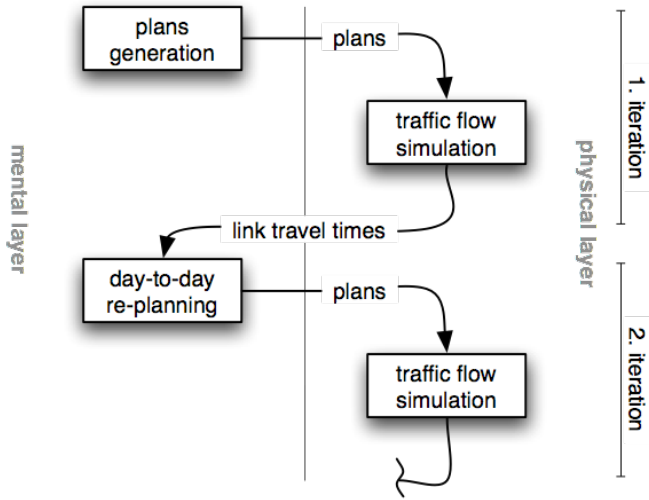 plans
generation
plans
traffic flow
simulation
1. iteration
mental layer
physical layer
link travel times
day-to-day
re-planning
plans
traffic flow
simulation
2. iteration